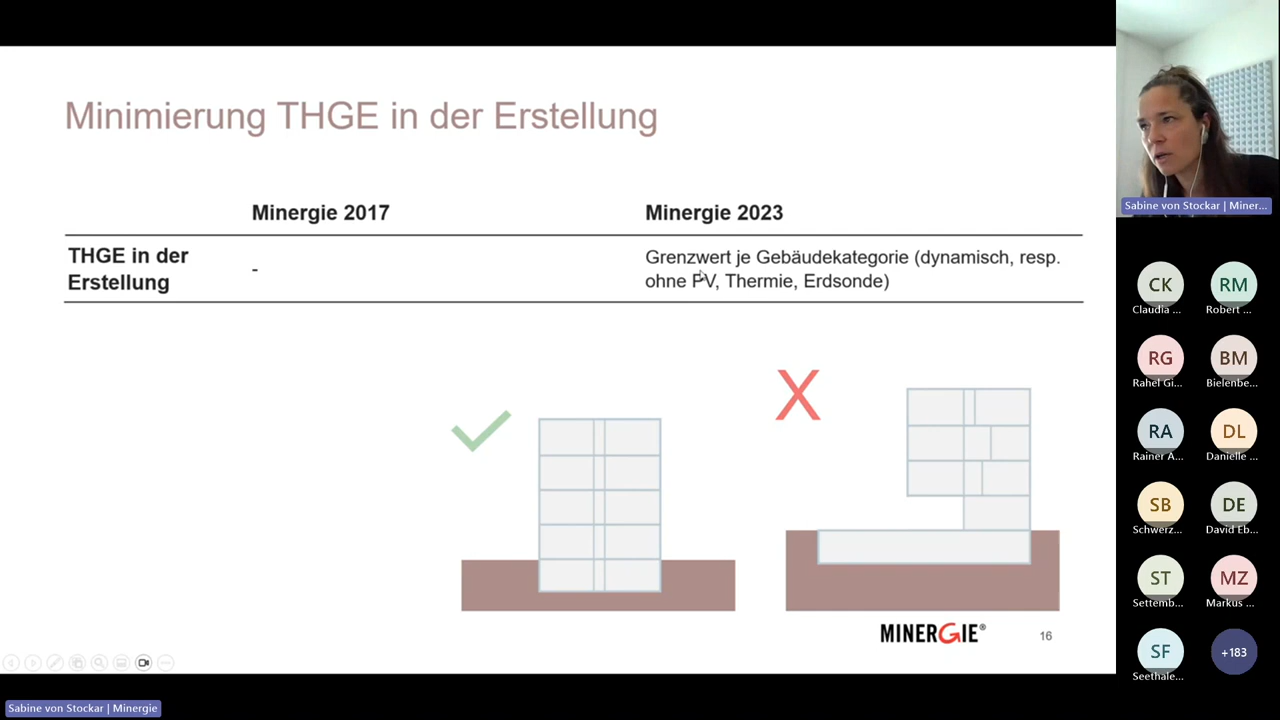 Minimierung THGE in der Erstellung
Minergie 2017
Minergie 2023
THGE in der
Erstellung
-
Grenzwert je Gebäudekategorie (dynamisch, resp.
ohne PV, Thermie, Erdsonde)
X
MINERGIE®
16
Sabine von Stockar | Minergie
Sabine von Stockar | Miner...
CK
Claudia ...
RM
Robert ...
RG
Rahel Gi...
BM
Bielenbe...
RA
Rainer A...
DL
Danielle ...
SB
Schwerz...
DE
David Eb...
ST
Settemb...
MZ
Markus ...
SF
Seethale...
+183